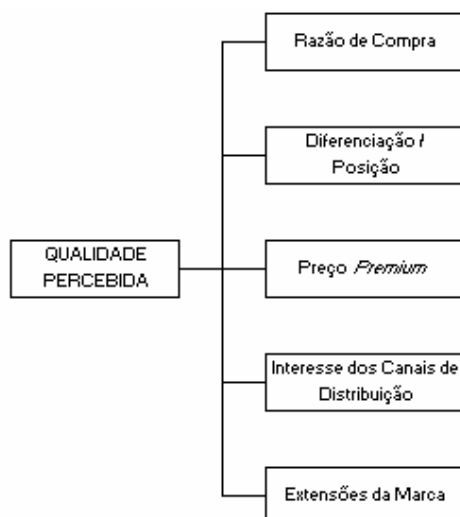 Razão de Compra
Diferenciação /
Posição
QUALIDADE
PERCEBIDA
Preço Premium
Interesse dos Canais de
Distribuição
Extensões da Marca